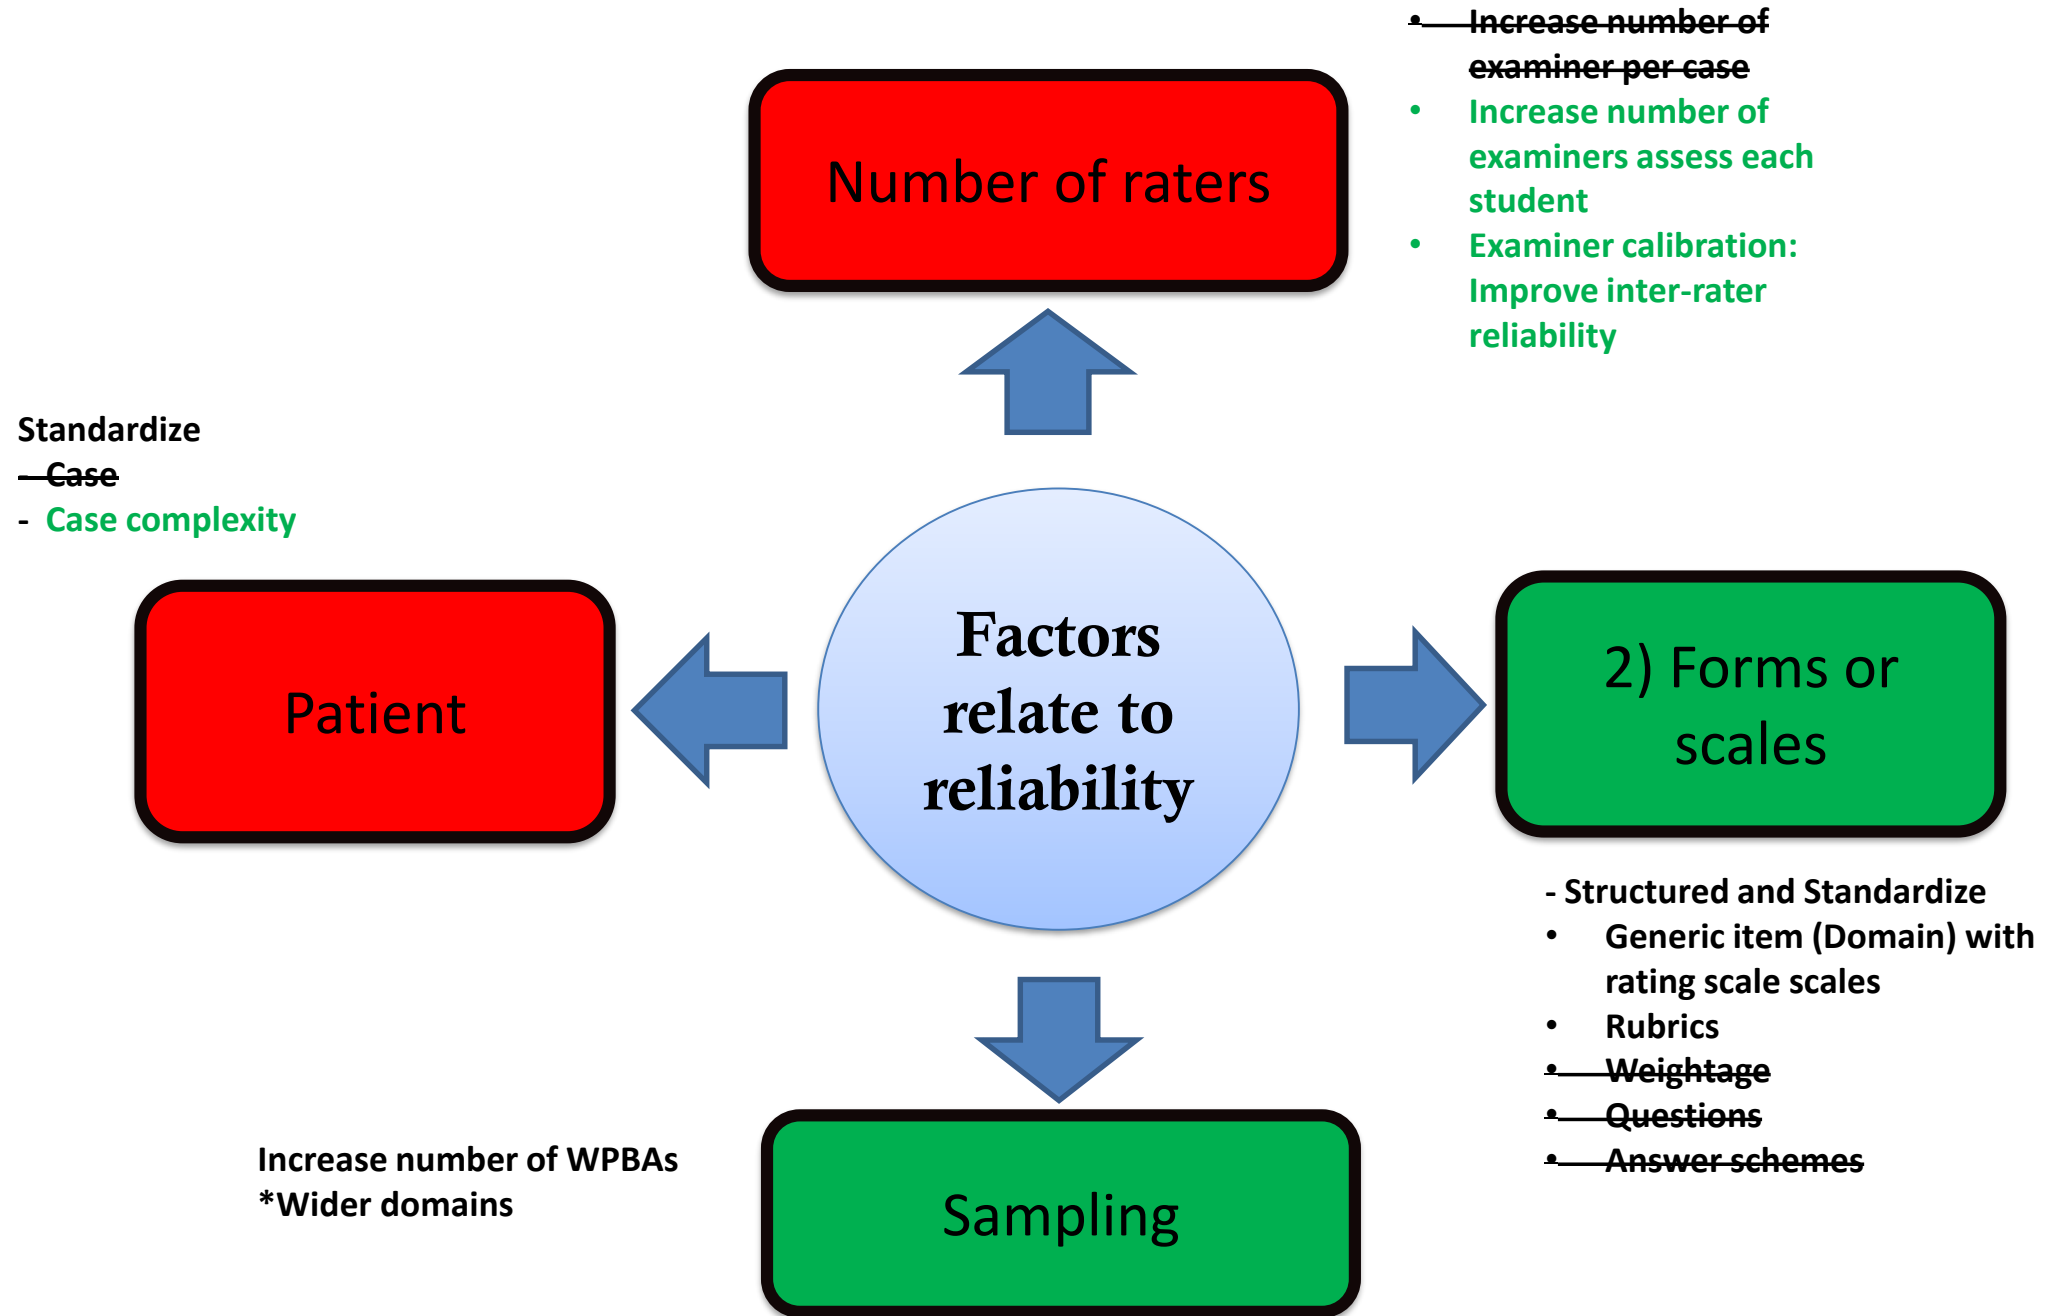 • Increase number of
examiner per case
• Increase number of
examiners assess each
student
• Examiner calibration:
Improve inter-rater
reliability
Number of raters
Standardize
- Case
- Case complexity
Patient
Factors
relate to
reliability
2) Forms or
scales
- Structured and Standardize
• Generic item (Domain) with
rating scale scales
• Rubrics
• Weightage
• Questions
• Answer schemes
Increase number of WPBAs
*Wider domains
Sampling